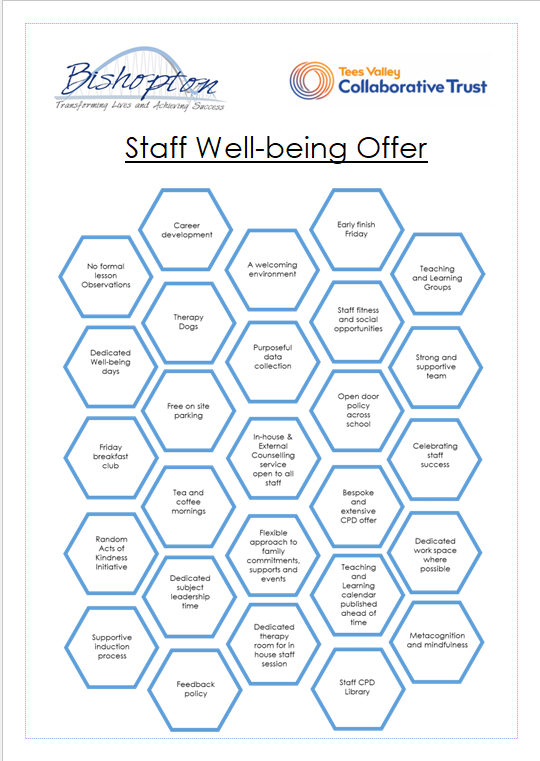 Bishopton
Transforming Lives and Achieving Success
Tees Valley
Collaborative Trust
Staff Well-being Offer
Career
development
Early finish
Friday
No formal
lesson
Observations
A welcoming
environment
Teaching
and Learning
Groups
Therapy
Dogs
Staff fitness
and social
opportunities
Dedicated
Well-being
days
Purposeful
data
collection
Strong and
supportive
team
Free on site
parking
Open door
policy
across
school
Friday
breakfast
club
In-house &
External
Counselling
service
open to all
staff
Celebrating
staff
success
Tea and
coffee
mornings
Bespoke
and
extensive
CPD offer
Random
Acts of
Kindness
Initiative
Flexible
approach to
family
commitments,
supports and
events
Dedicated
work space
where
possible
Dedicated
subject
leadership
time
Teaching
and
Learning
calendar
published
ahead of
time
Supportive
induction
process
Dedicated
therapy
room for in
house staff
session
Metacognition
and mindfulness
Feedback
policy
Staff CPD
Library